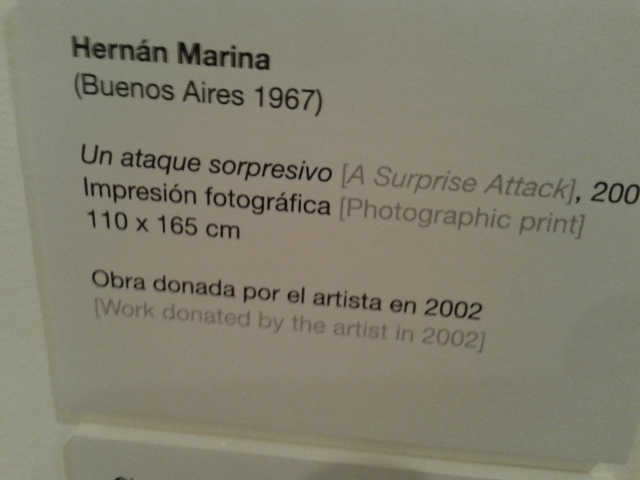 Hernán Marina
(Buenos Aires 1967)
Un ataque sorpresivo [A Surprise Attack], 200
Impresión fotográfica [Photographic print]
110 x 165 cm
Obra donada por el artista en 2002
[Work donated by the artist in 2002]